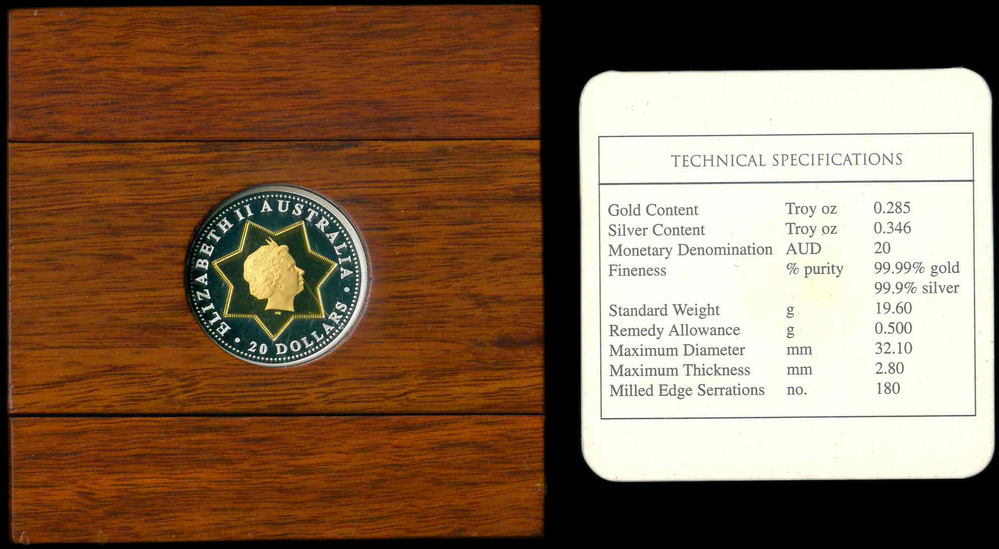 ELIZABETH II AUSTRALIA • 20 DOLLARS •
TECHNICAL SPECIFICATIONS
Gold Content Troy oz 0.285
Silver Content Troy oz 0.346
Monetary Denomination AUD 20
Fineness % purity 99.99% gold
99.9% silver
Standard Weight g 19.60
Remedy Allowance g 0.500
Maximum Diameter mm 32.10
Maximum Thickness mm 2.80
Milled Edge Serrations no. 180